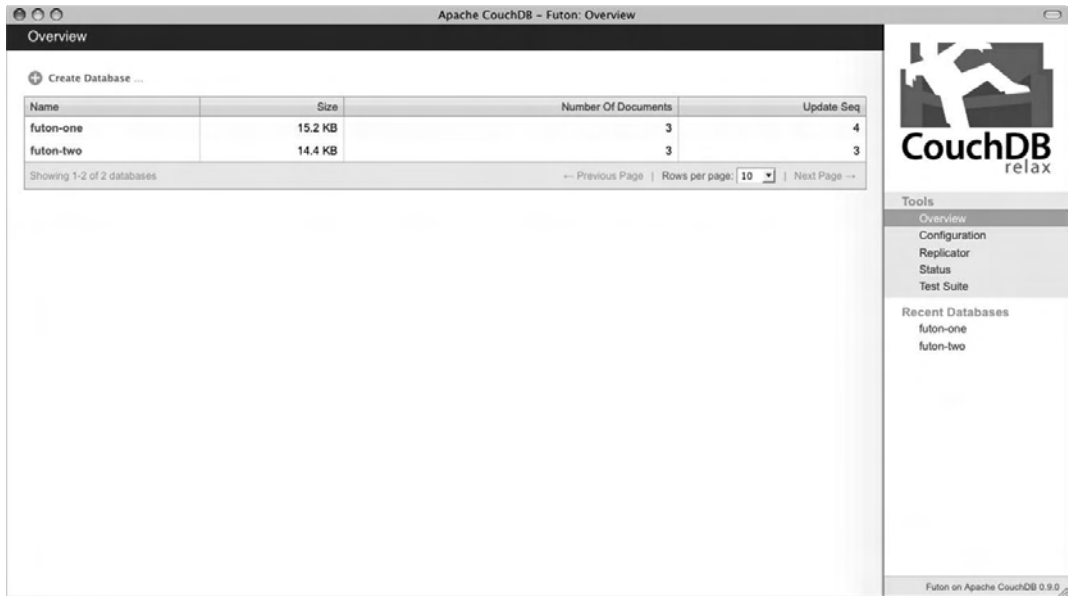 Apache CouchDB – Futon: Overview
Overview
Create Database ...
Name Size Number Of Documents Update Seq
futon-one 15.2 KB 3 4
futon-two 14.4 KB 3 3
Showing 1-2 of 2 databases ← Previous Page | Rows per page: 10 | Next Page →
CouchDB
relax
Tools
Overview
Configuration
Replicator
Status
Test Suite
Recent Databases
futon-one
futon-two
Futon on Apache CouchDB 0.9.0